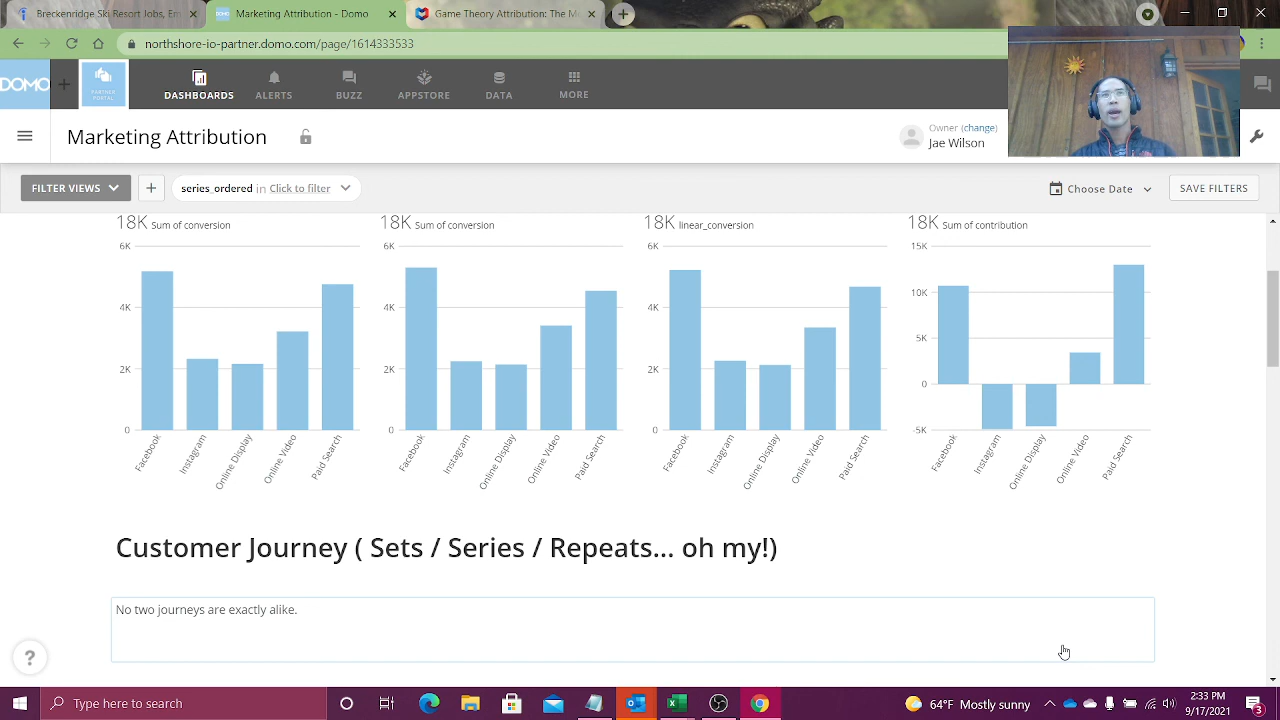 Breckenridge Ski Partners, En
Marketing Attribution - Domo
Game Theory Attribution: The M
northshore-io-partner.domo.com/page/1614333533
DOMO
PARTNER PORTAL
DASHBOARDS
ALERTS
BUZZ
APPSTORE
DATA
MORE
Marketing Attribution
Owner (change)
Jae Wilson
FILTER VIEWS
series_ordered in Click to filter
Choose Date
SAVE FILTERS
18K Sum of conversion
6K
4K
2K
0
Facebook
Instagram
Online Display
Online Video
Paid Search
18K Sum of conversion
6K
4K
2K
0
Facebook
Instagram
Online Display
Online Video
Paid Search
18K linear_conversion
6K
4K
2K
0
Facebook
Instagram
Online Display
Online Video
Paid Search
18K Sum of contribution
15K
10K
5K
0
-5K
Facebook
Instagram
Online Display
Online Video
Paid Search
Customer Journey ( Sets / Series / Repeats... oh my!)
No two journeys are exactly alike.
?
Type here to search
64°F Mostly sunny
2:33 PM
9/17/2021
3